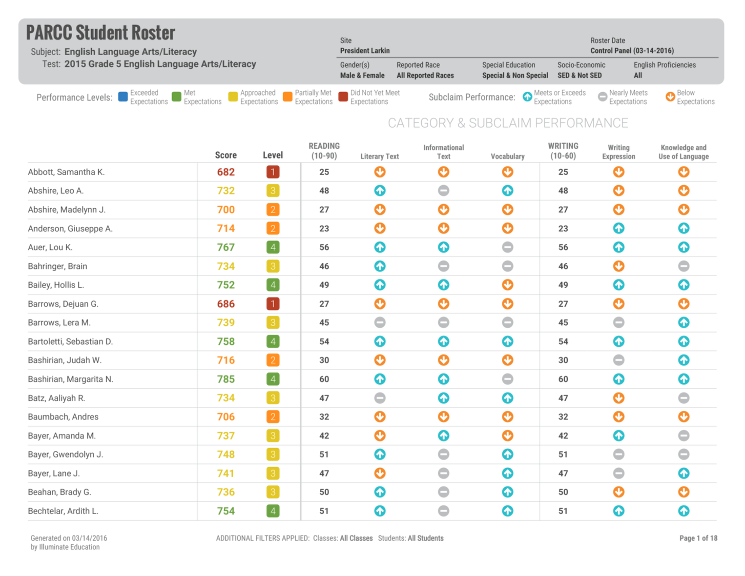 PARCC Student Roster
Subject: English Language Arts/Literacy
Test: 2015 Grade 5 English Language Arts/Literacy
Site
President Larkin
Roster Date
Control Panel (03-14-2016)
Gender(s) Reported Race Special Education Socio-Economic English Proficiencies
Male & Female All Reported Races Special & Non Special SED & Not SED All
Performance Levels: Exceeded Expectations Met Expectations Approached Expectations Partially Met Expectations Did Not Yet Meet Expectations
Subclaim Performance: Meets or Exceeds Expectations Nearly Meets Expectations Below Expectations
CATEGORY & SUBCLAIM PERFORMANCE
Score Level READING (10-90) Literary Text Informational Text Vocabulary WRITING (10-60) Writing Expression Knowledge and Use of Language
Abbott, Samantha K. 682 1 25 25
Abshire, Leo A. 732 3 48 48
Abshire, Madelynn J. 700 2 27 27
Anderson, Giuseppe A. 714 2 23 23
Auer, Lou K. 767 4 56 56
Bahringer, Brain 734 3 46 46
Bailey, Hollis L. 752 4 49 49
Barrows, Dejuan G. 686 1 27 27
Barrows, Lera M. 739 3 45 45
Bartoletti, Sebastian D. 758 4 54 54
Bashirian, Judah W. 716 2 30 30
Bashirian, Margarita N. 785 4 60 60
Batz, Aaliyah R. 734 3 47 47
Baumbach, Andres 706 2 32 32
Bayer, Amanda M. 737 3 42 42
Bayer, Gwendolyn J. 748 3 51 51
Bayer, Lane J. 741 3 47 47
Beahan, Brady G. 736 3 50 50
Bechtelar, Ardith L. 754 4 51 51
Generated on 03/14/2016
by Illuminate Education
ADDITIONAL FILTERS APPLIED: Classes: All Classes Students: All Students
Page 1 of 18